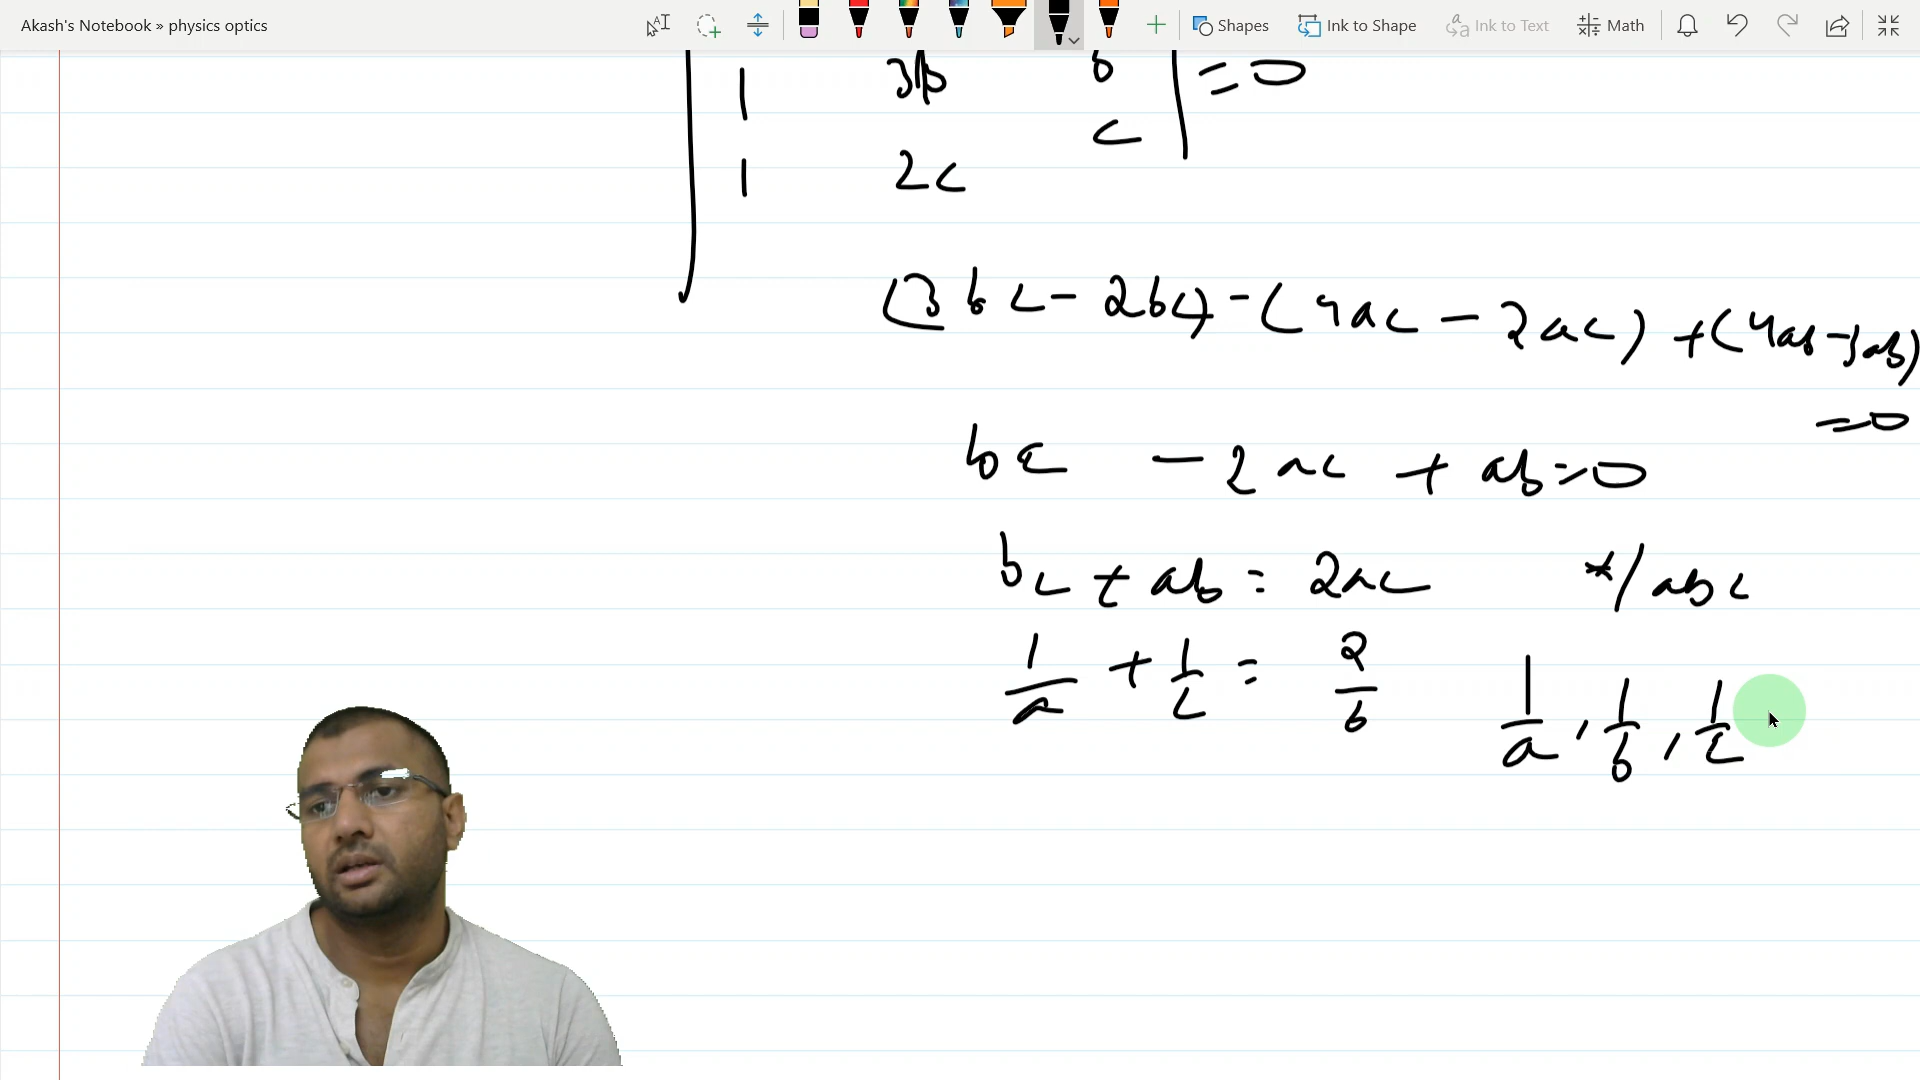 Akash's Notebook » physics optics
Shapes Ink to Shape Ink to Text Math
1 3b b = 0
c
1 2c
(3bc - 2bc) - (4ac - 2ac) + (4ab - 3ab)
= 0
bc - 2ac + ab = 0
bc + ab = 2ac */abc
1/a + 1/c = 2/b 1/a , 1/b , 1/c